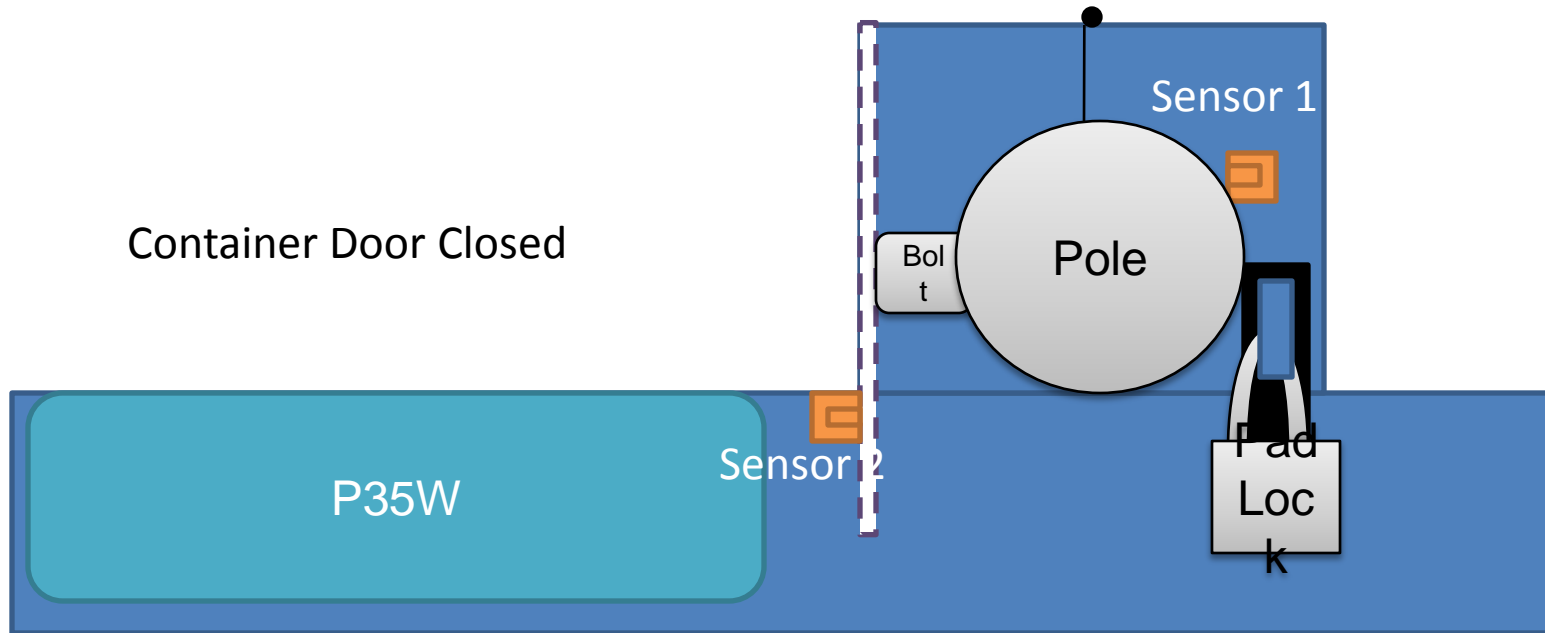 Sensor 1
Container Door Closed
Bol
t
Pole
Sensor 2
P35W
Pad
Loc
k